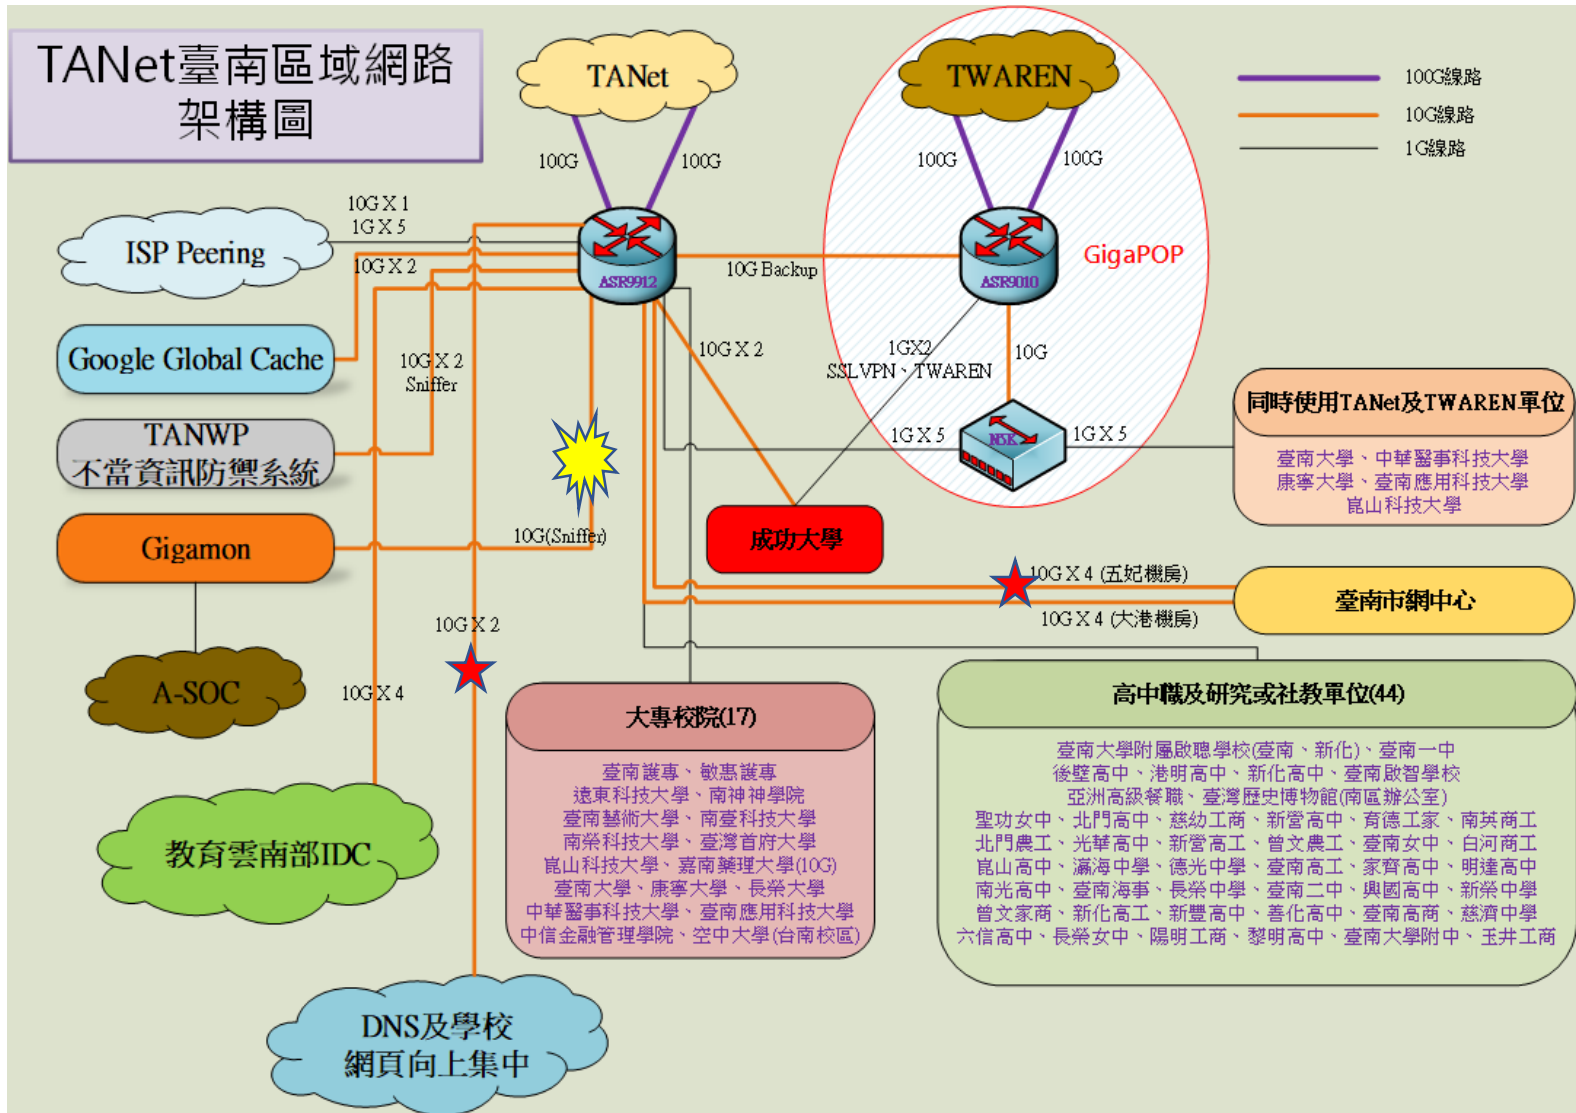 TANet臺南區域網路
架構圖
TANet
TWAREN
100G線路
10G線路
1G線路
100G
100G
100G
100G
10G X 1
1G X 5
ISP Peering
10G X 2
ASR9912
10G Backup
ASR9010
GigaPOP
Google Global Cache
10G X 2
Sniffer
10G X 2
1GX2
SSLVPN、TWAREN
10G
TANWP
不當資訊防禦系統
1G X 5
N5K
1G X 5
同時使用TANet及TWAREN單位
臺南大學、中華醫事科技大學
康寧大學、臺南應用科技大學
崑山科技大學
Gigamon
10G(Sniffer)
成功大學
10G X 4 (五妃機房)
10G X 4 (大港機房)
臺南市網中心
10G X 2
A-SOC
10G X 4
大專校院(17)
臺南護專、敏惠護專
遠東科技大學、南神神學院
臺南藝術大學、南臺科技大學
南榮科技大學、臺灣首府大學
崑山科技大學、嘉南藥理大學(10G)
臺南大學、康寧大學、長榮大學
中華醫事科技大學、臺南應用科技大學
中信金融管理學院、空中大學(台南校區)
高中職及研究或社教單位(44)
臺南大學附屬啟聰學校(臺南、新化)、臺南一中
後壁高中、港明高中、新化高中、臺南啟智學校
亞洲高級餐職、臺灣歷史博物館(南區辦公室)
聖功女中、北門高中、慈幼工商、新營高中、育德工家、南英商工
北門農工、光華高中、新營高工、曾文農工、臺南女中、白河商工
崑山高中、瀛海中學、德光中學、臺南高工、家齊高中、明達高中
南光高中、臺南海事、長榮中學、臺南二中、興國高中、新榮中學
曾文家商、新化高工、新豐高中、善化高中、臺南高商、慈濟中學
六信高中、長榮女中、陽明工商、黎明高中、臺南大學附中、玉井工商
教育雲南部IDC
DNS及學校
網頁向上集中